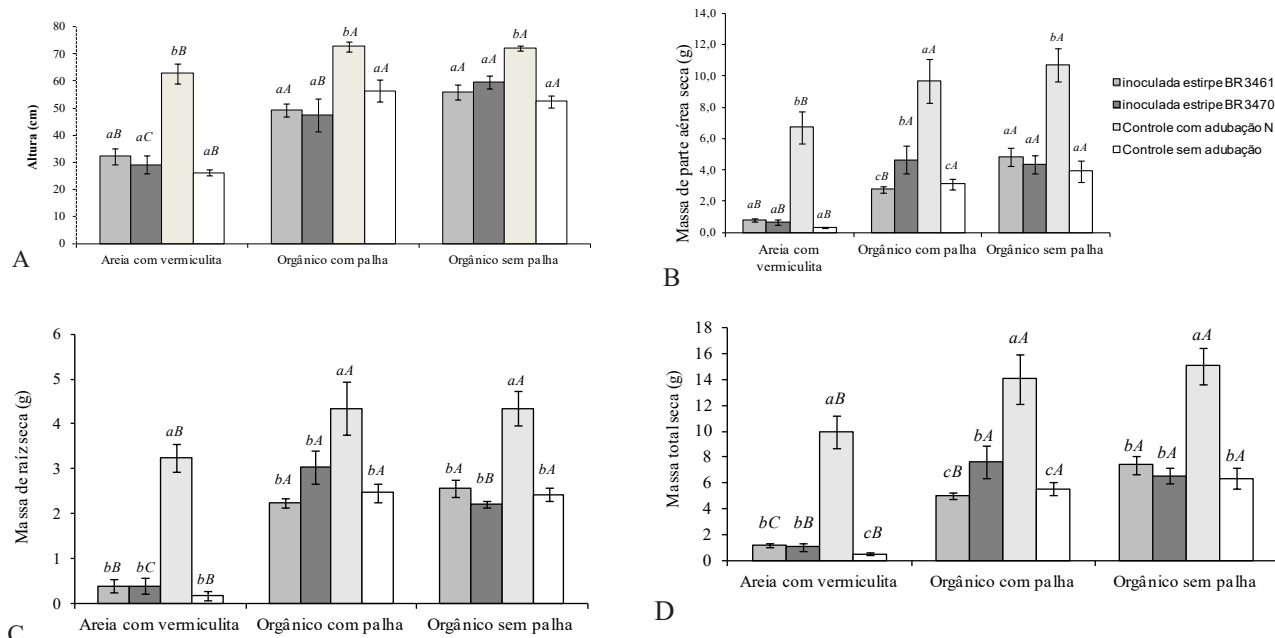 Altura (cm)
80
70
60
50
40
30
20
10
0
aB
aC
bB
aB
aA
aB
bA
aA
aA
aA
bA
aA
Areia com vermiculita
Orgânico com palha
Orgânico sem palha
A
Massa de parte aérea seca (g)
14,0
12,0
10,0
8,0
6,0
4,0
2,0
0,0
aB
aB
bB
aB
cB
bA
aA
cA
aA
aA
bA
aA
Areia com
vermiculita
Orgânico com palha
Orgânico sem palha
B
inoculada estirpe BR 3461
inoculada estirpe BR 3470
Controle com adubação N
Controle sem adubação
Massa de raíz seca (g)
6
5
4
3
2
1
0
bB
bC
aB
bB
bA
bA
aA
bA
bA
bB
aA
bA
Areia com vermiculita
Orgânico com palha
Orgânico sem palha
C
Massa total seca (g)
18
16
14
12
10
8
6
4
2
0
bC
bB
aB
cB
cB
bA
aA
cA
bA
bA
aA
bA
Areia com vermiculita
Orgânico com palha
Orgânico sem palha
D